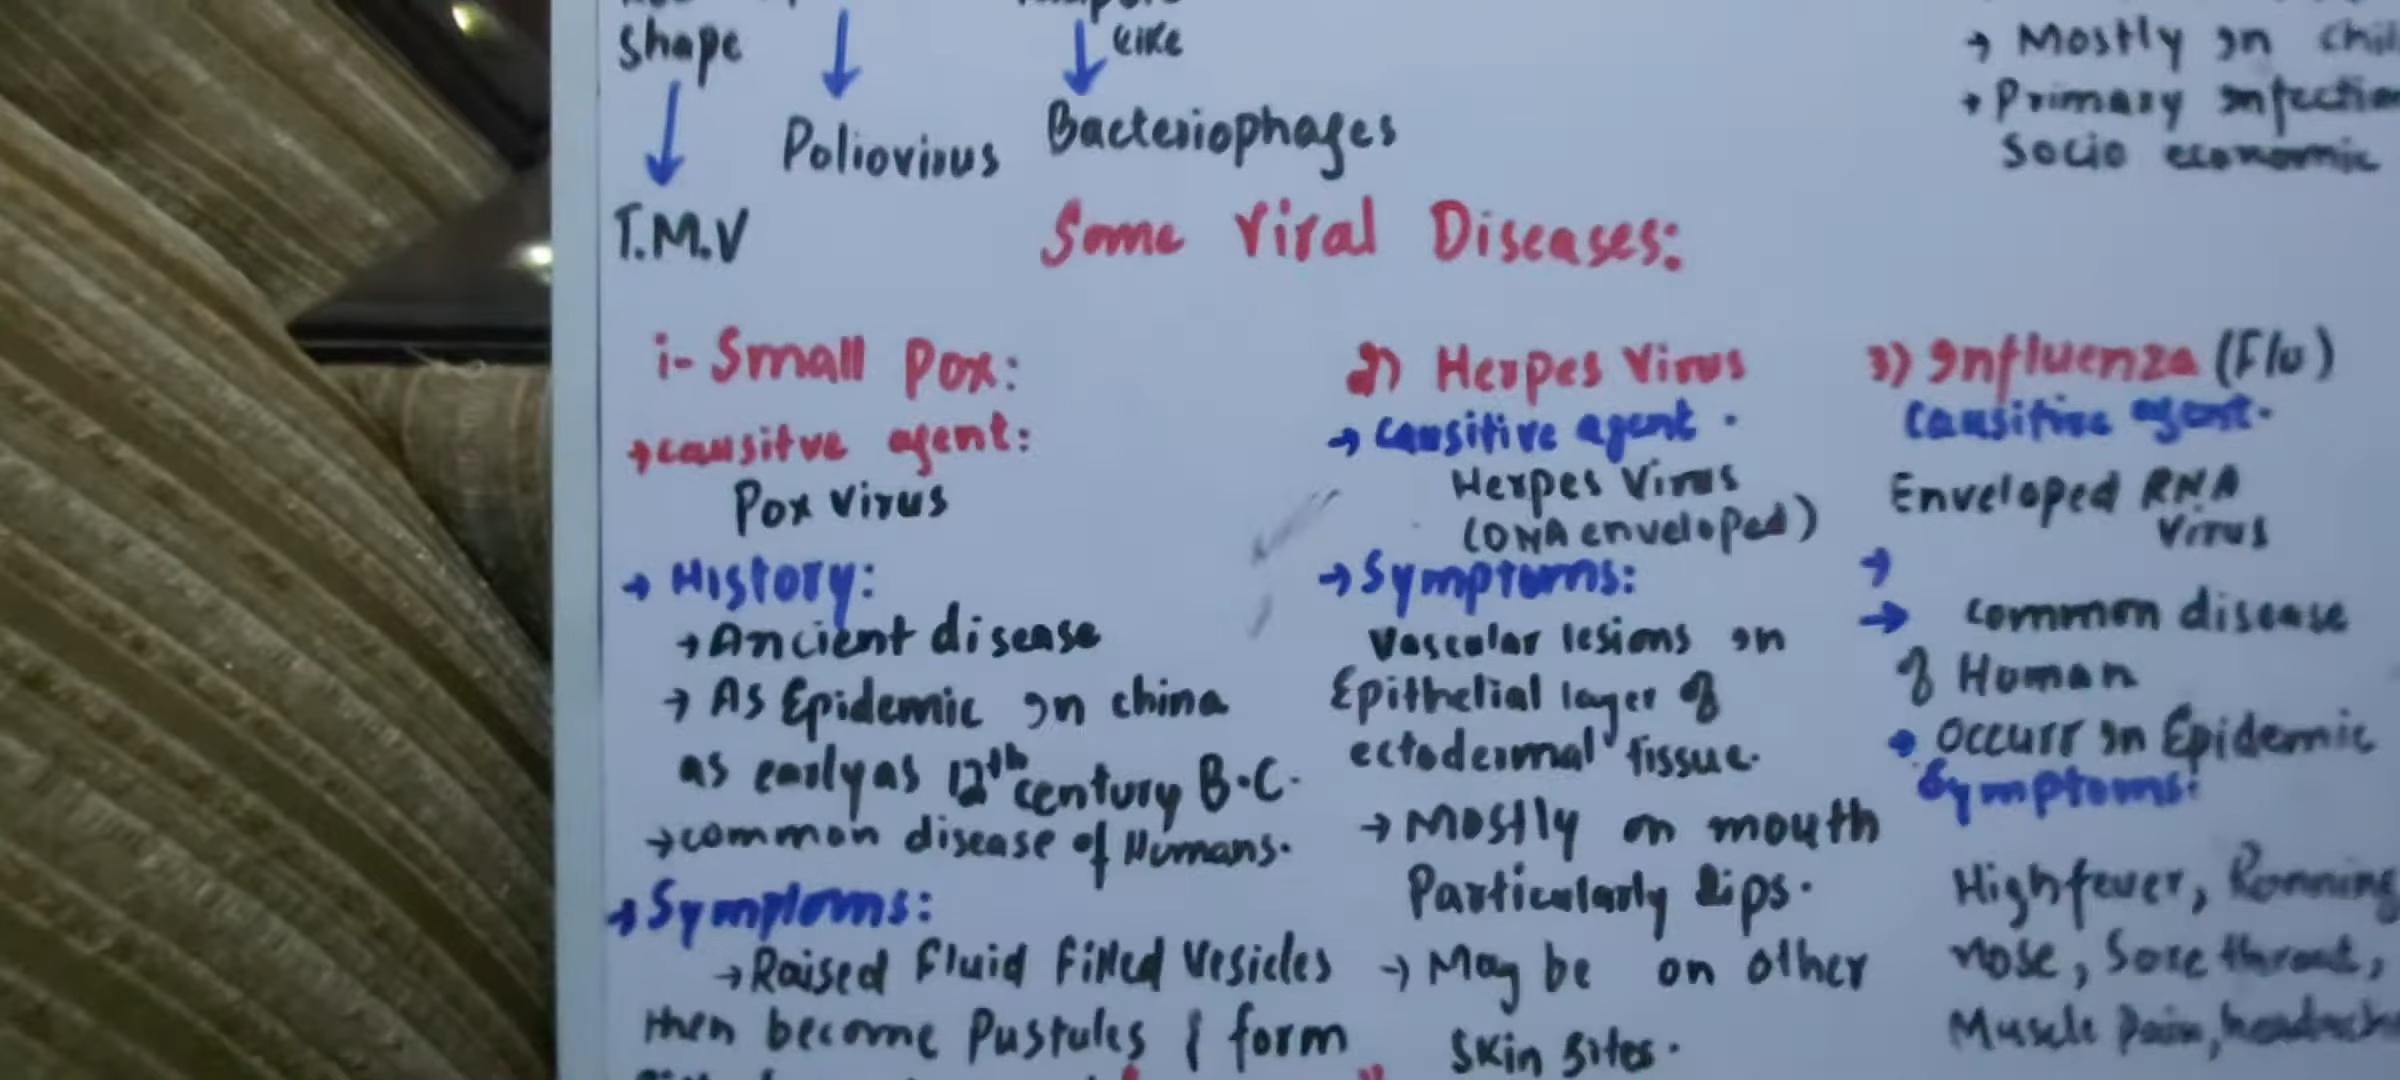 shape
like
Poliovirus
Bacteriophages
T.M.V
→ Mostly in
→ Primary infection
Socio economic
Some Viral Diseases:
i- Small Pox:
→ causitve agent:
Pox virus
→ History:
→ Ancient disease
→ As Epidemic in china
as early as 12th century B.C.
→ common disease of Humans.
→ Symptoms:
→ Raised Fluid Filled Vesicles
then become Pustules & form
2) Herpes Virus
→ causitive agent.
Herpes Virus
(DNA enveloped)
→ Symptoms:
Vascular lesions in
Epithelial layer of
ectodermal tissue.
→ Mostly on mouth
Particularly Lips.
→ May be on other
Skin sites.
3) Influenza (Flu)
causitive agent.
Enveloped RNA
Virus
→
→ common disease
of Human
→ Occurr in Epidemic
Symptoms:
High fever, Ronning
nose, Sore throat,
Muscle Pain,